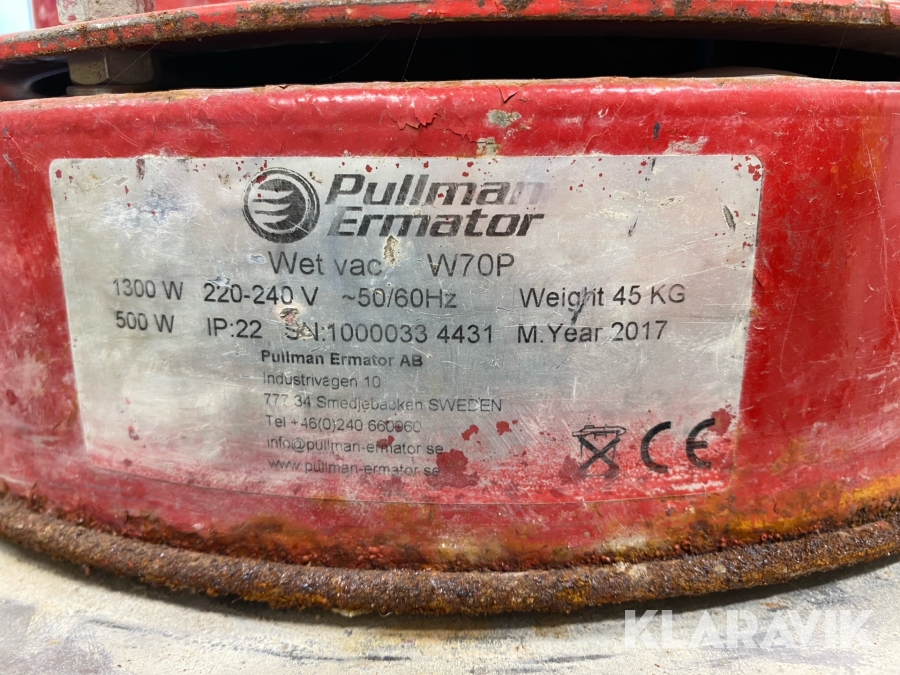 Pullman
Ermator
Wet vac W70P
1300 W 220-240 V ~50/60Hz Weight 45 KG
500 W IP:22 SN:1000033 4431 M.Year 2017
Pullman Ermator AB
Industrivägen 10
777 34 Smedjebacken SWEDEN
Tel +46(0)240 660060
info@pullman-ermator.se
www.pullman-ermator.se
CE
KLARAVIK